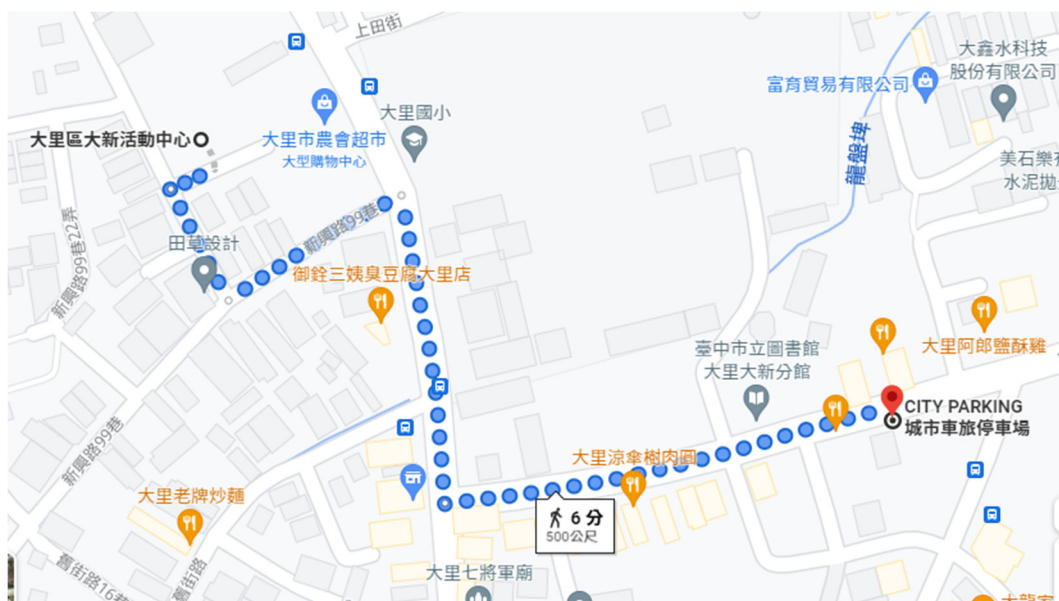 上田街
大里國小
大里區大新活動中心
大里市農會超市
大型購物中心
龍盤埤
富育貿易有限公司
大鑫水科技
股份有限公司
美石樂
水泥拋
新興路99巷22弄
田草設計
新興路99巷
御銓三姨臭豆腐大里店
臺中市立圖書館
大里大新分館
大里阿郎鹽酥雞
CITY PARKING
城市車旅停車場
新興路99巷
大里涼傘樹肉圓
大里老牌炒麵
6 分
500公尺
舊街路16巷
舊街路
大里七將軍廟